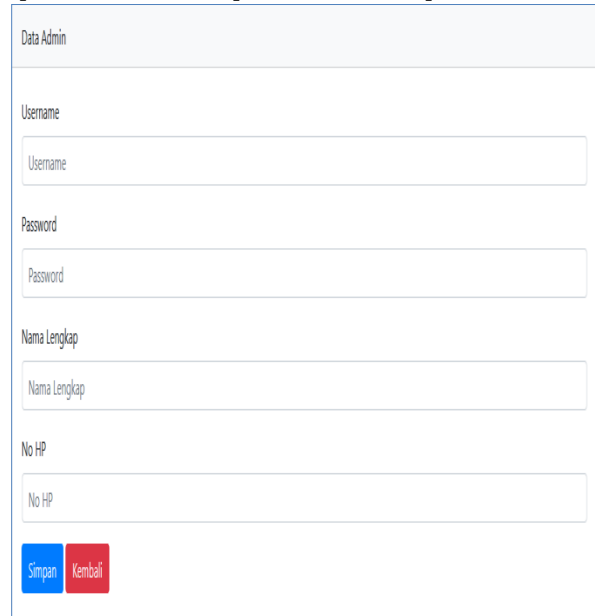 Data Admin
Username
Username
Password
Password
Nama Lengkap
Nama Lengkap
No HP
No HP
Simpan Kembali